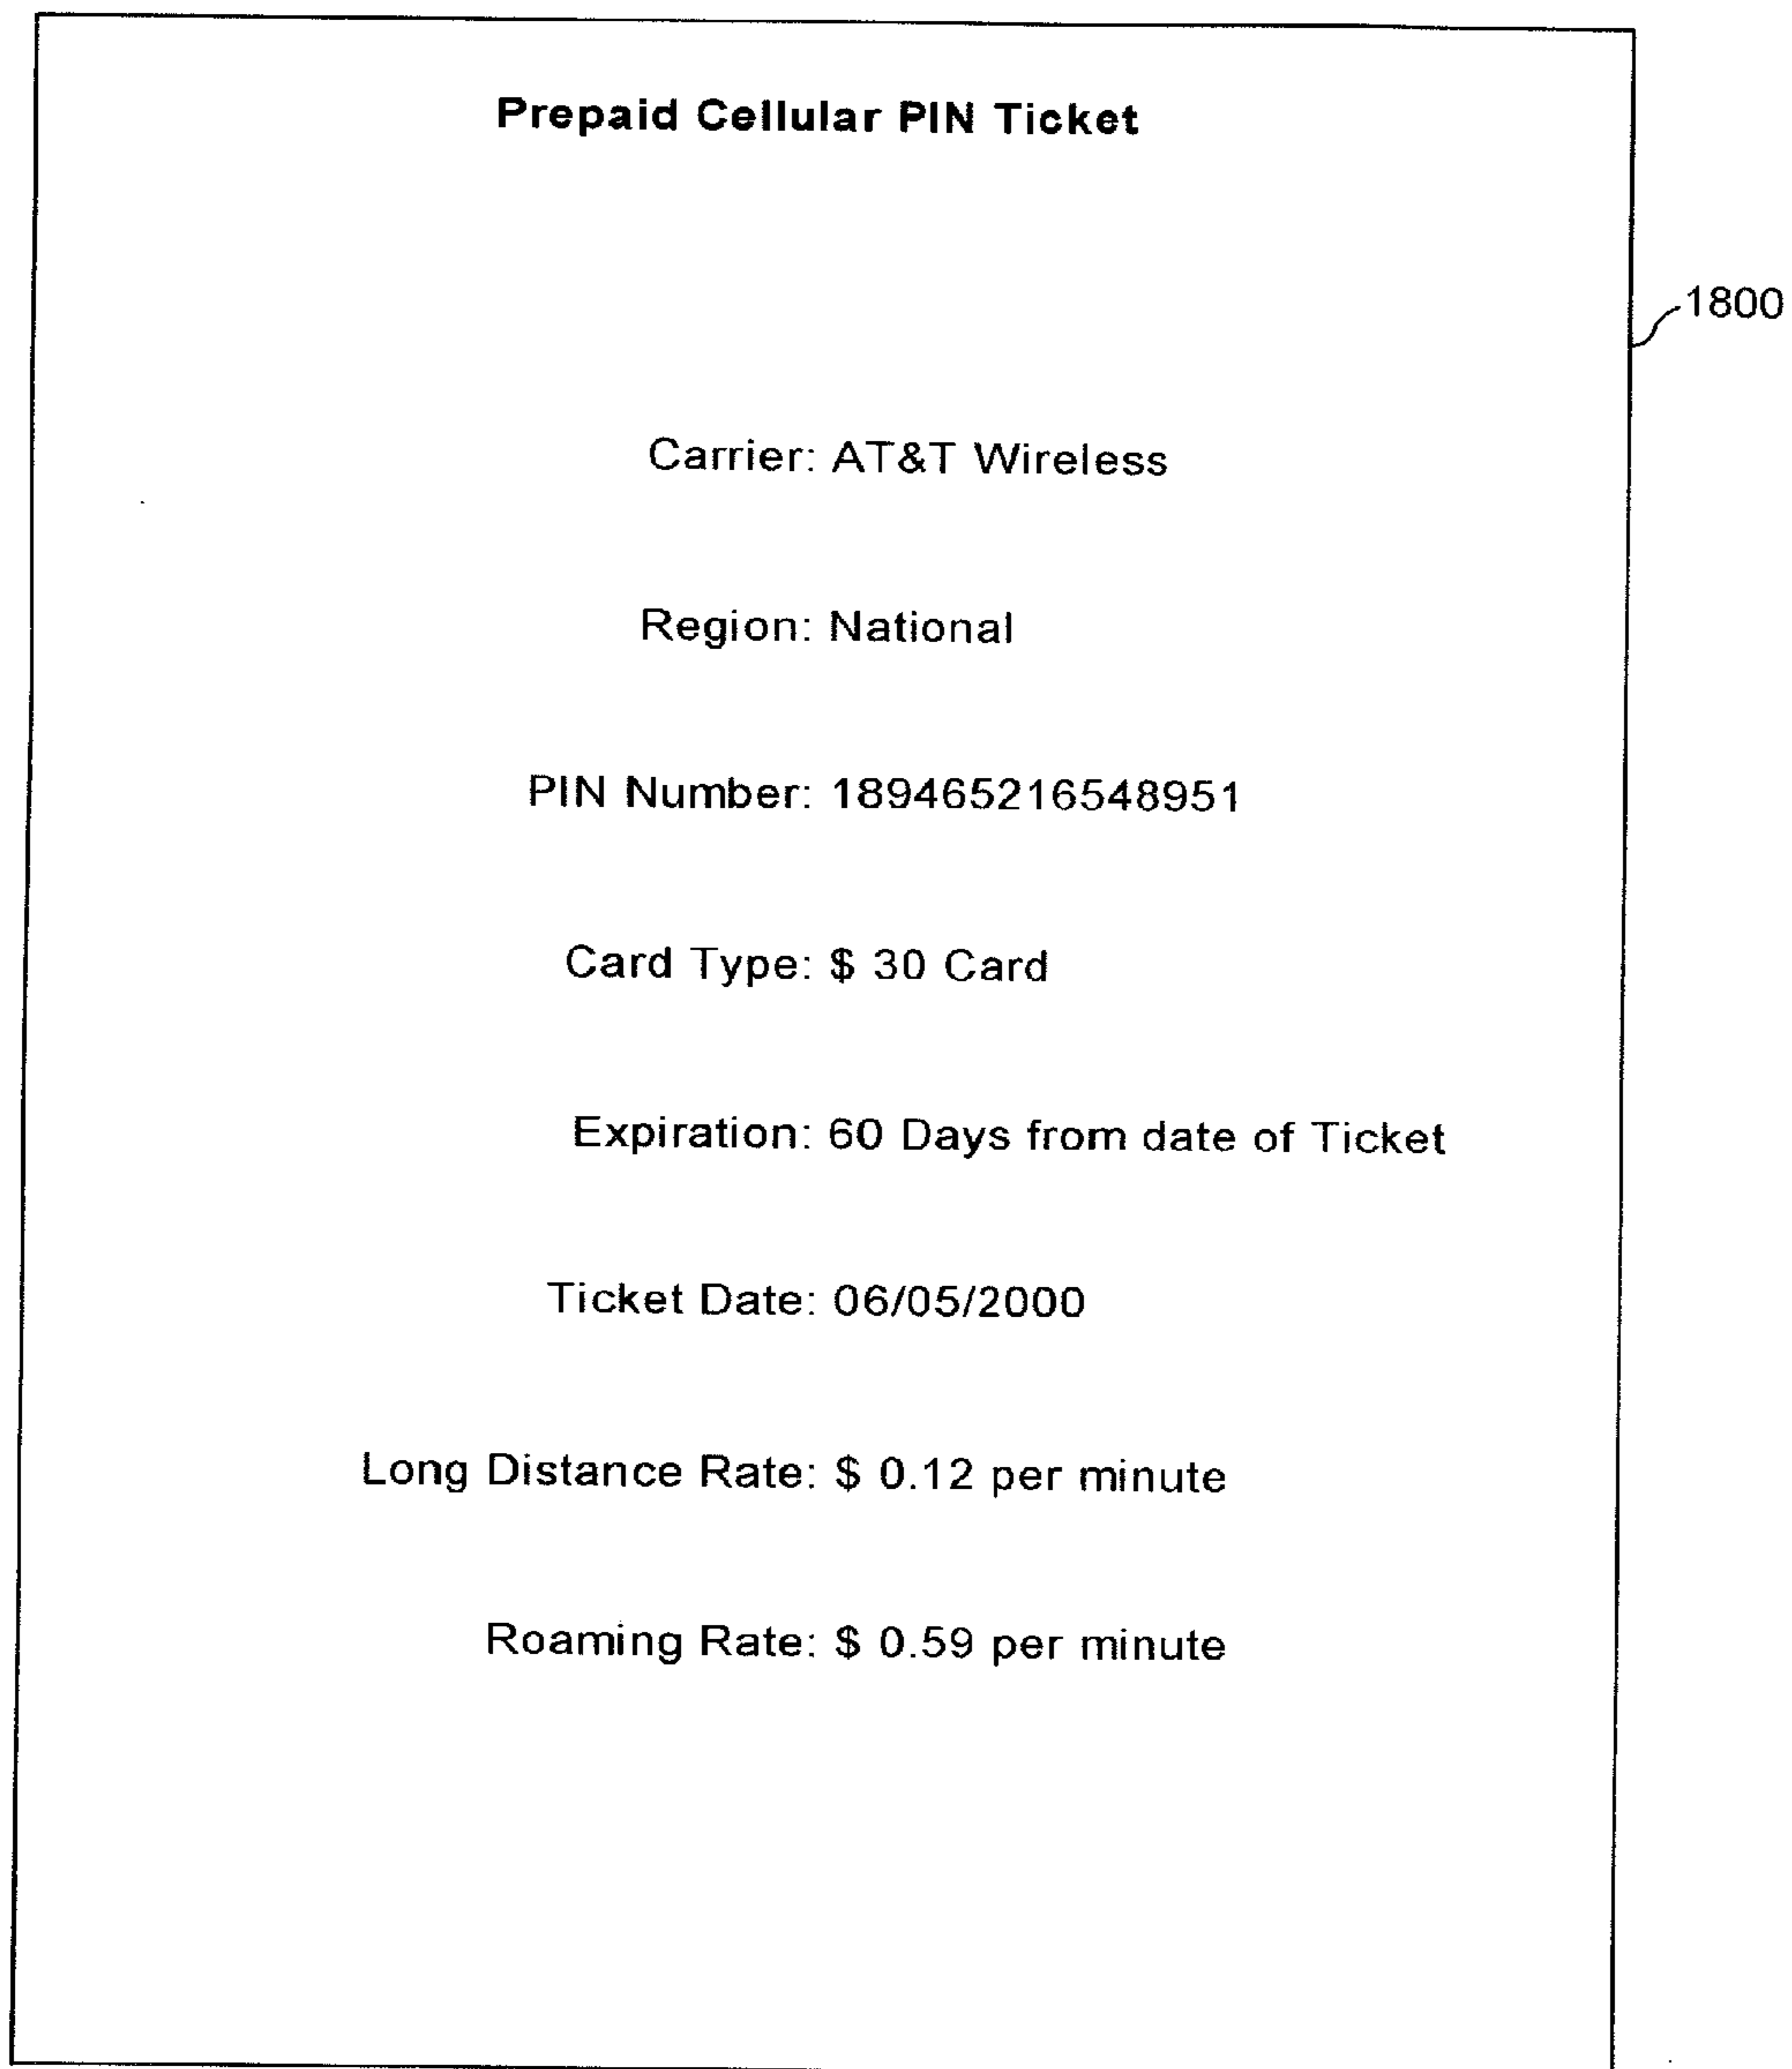 Prepaid Cellular PIN Ticket
1800
Carrier: AT&T Wireless
Region: National
PIN Number: 189465216548951
Card Type: $ 30 Card
Expiration: 60 Days from date of Ticket
Ticket Date: 06/05/2000
Long Distance Rate: $ 0.12 per minute
Roaming Rate: $ 0.59 per minute